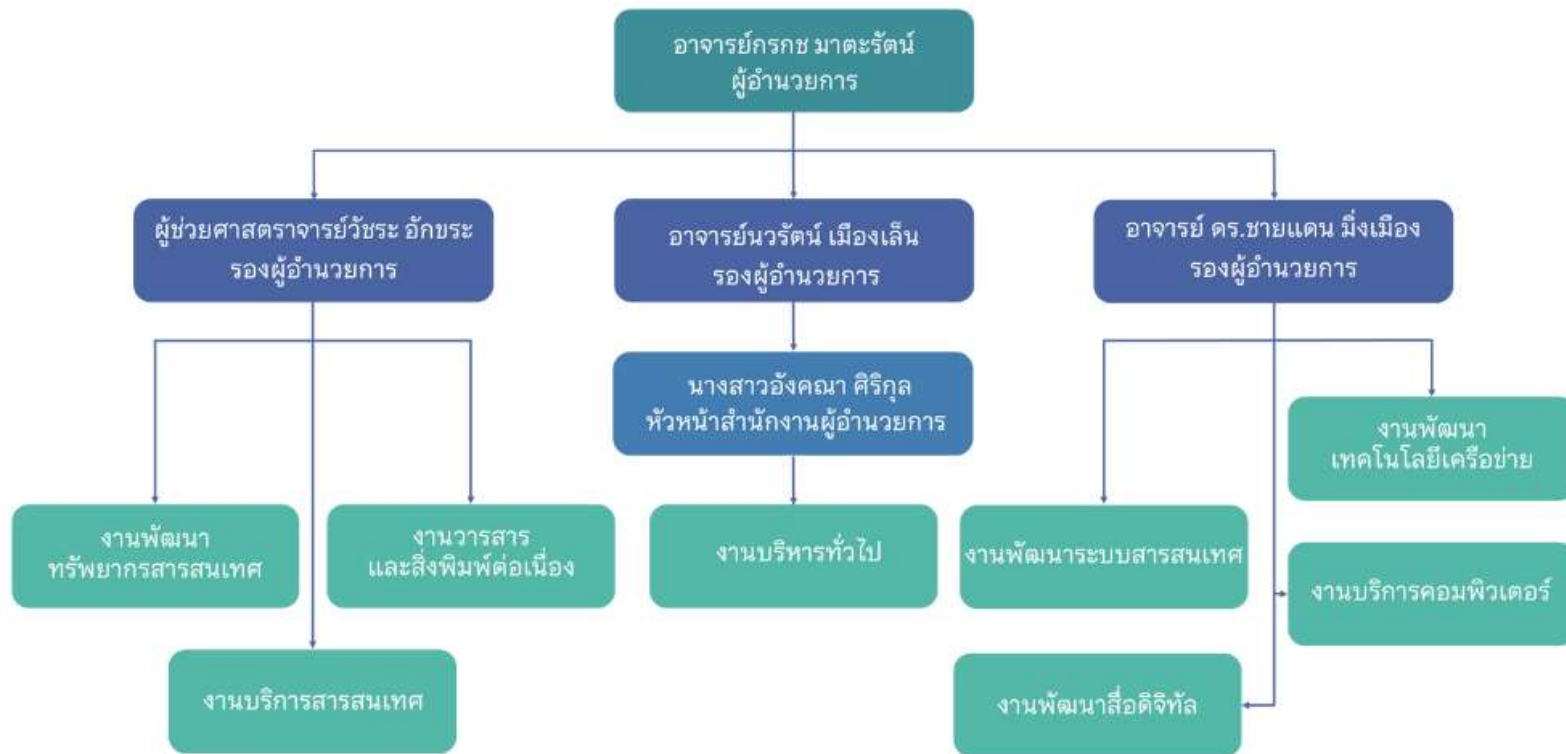 อาจารย์กรกช มาตะรัตน์
ผู้อำนวยการ
ผู้ช่วยศาสตราจารย์วัชระ อักขระ
รองผู้อำนวยการ
อาจารย์นวรัตน์ เมืองเล็น
รองผู้อำนวยการ
อาจารย์ ดร.ชายแดน มิ่งเมือง
รองผู้อำนวยการ
นางสาวอังคณา ศิริกุล
หัวหน้าสำนักงานผู้อำนวยการ
งานพัฒนา
ทรัพยากรสารสนเทศ
งานวารสาร
และสิ่งพิมพ์ต่อเนื่อง
งานบริการสารสนเทศ
งานบริหารทั่วไป
งานพัฒนาระบบสารสนเทศ
งานพัฒนา
เทคโนโลยีเครือข่าย
งานบริการคอมพิวเตอร์
งานพัฒนาสื่อดิจิทัล